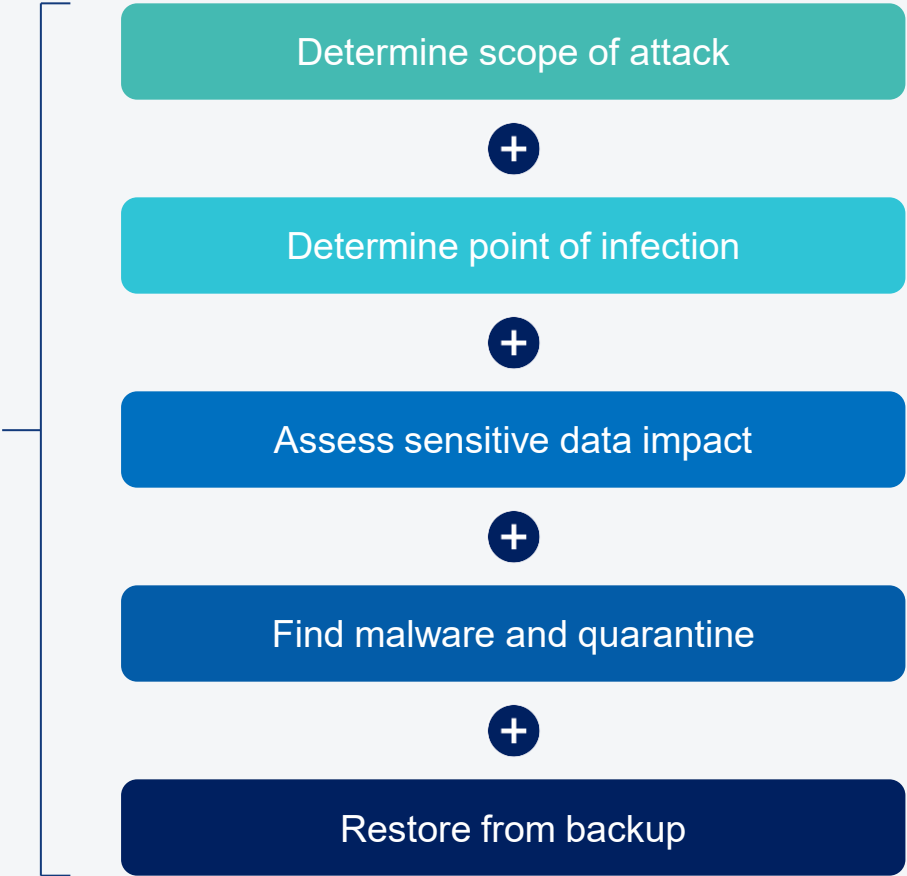 Determine scope of attack
+
Determine point of infection
+
Assess sensitive data impact
+
Find malware and quarantine
+
Restore from backup